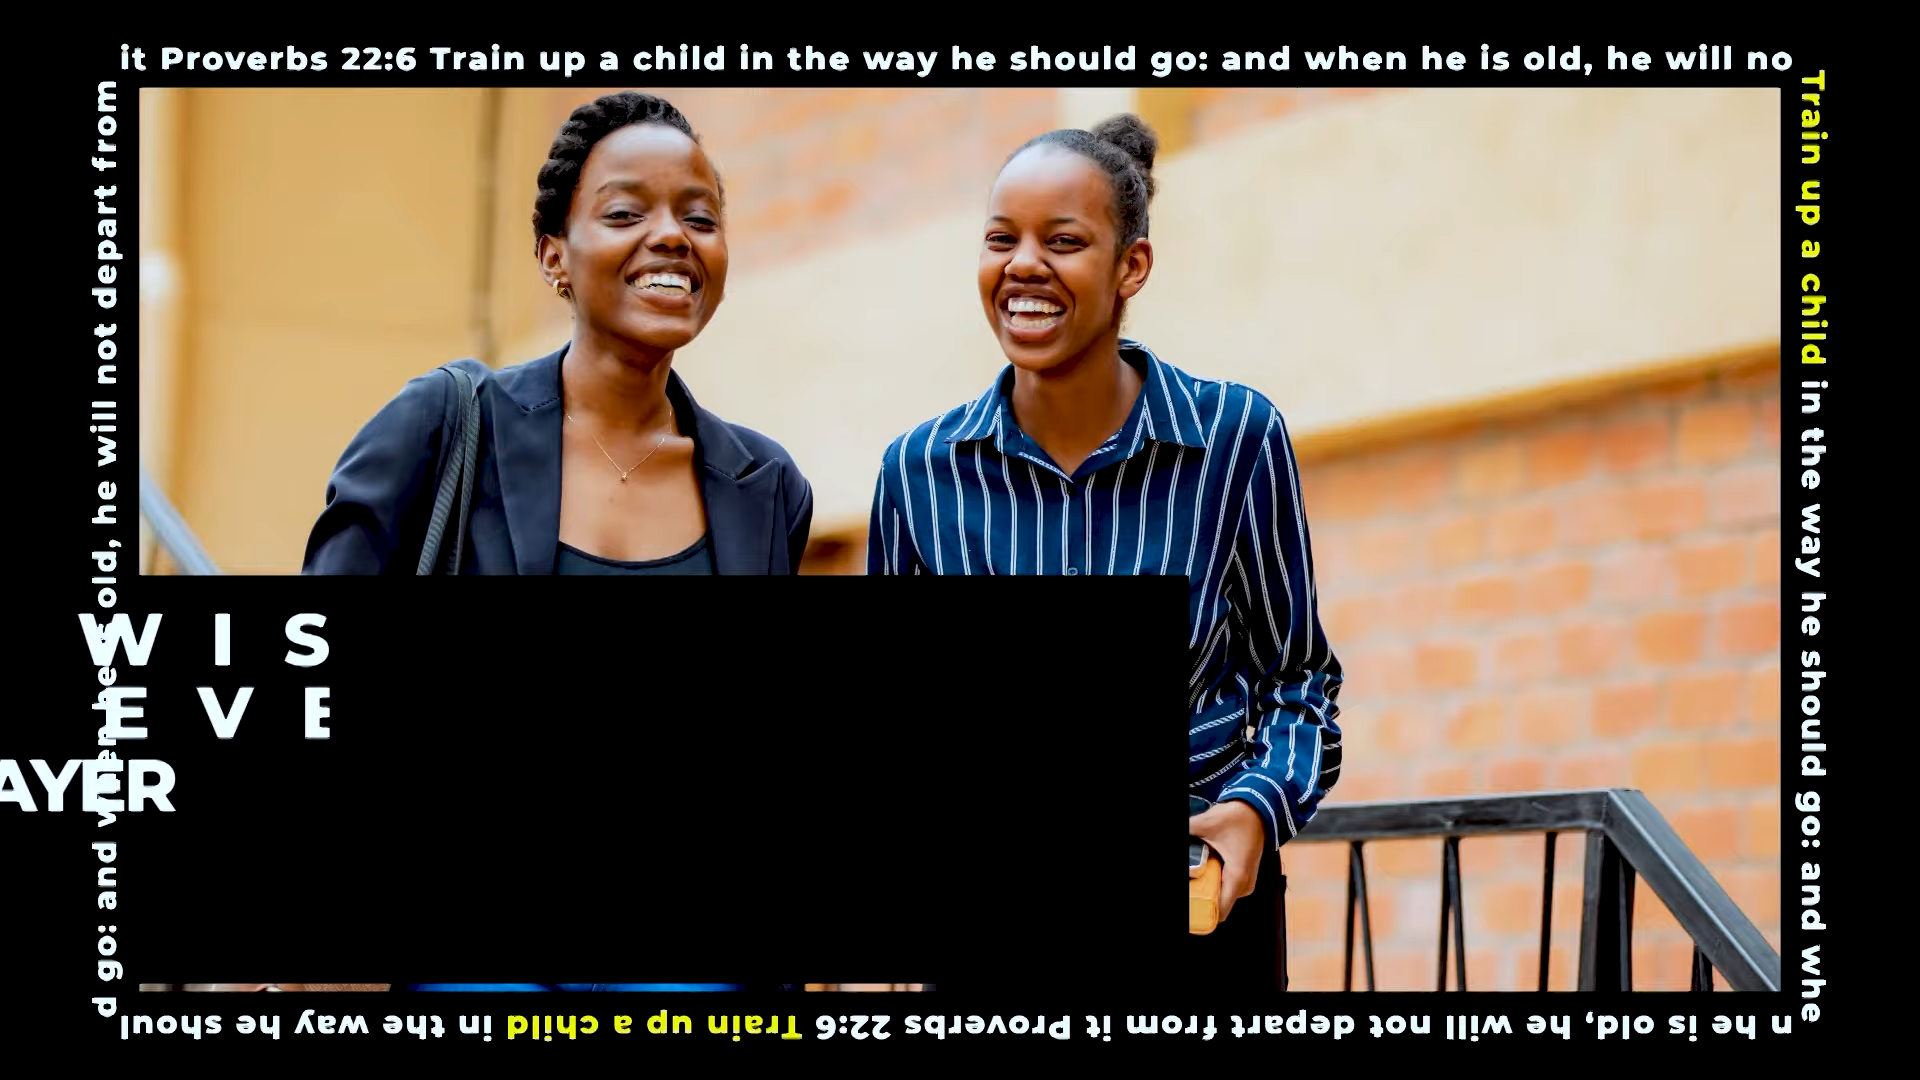 it Proverbs 22:6 Train up a child in the way he should go: and when he is old, he will no
Train up a child in the way he should go: and whe
n he is old, he will not depart from it Proverbs 22:6 Train up a child in the way he shoul
d go: and when he is old, he will not depart from
WIS
EVE
AYER